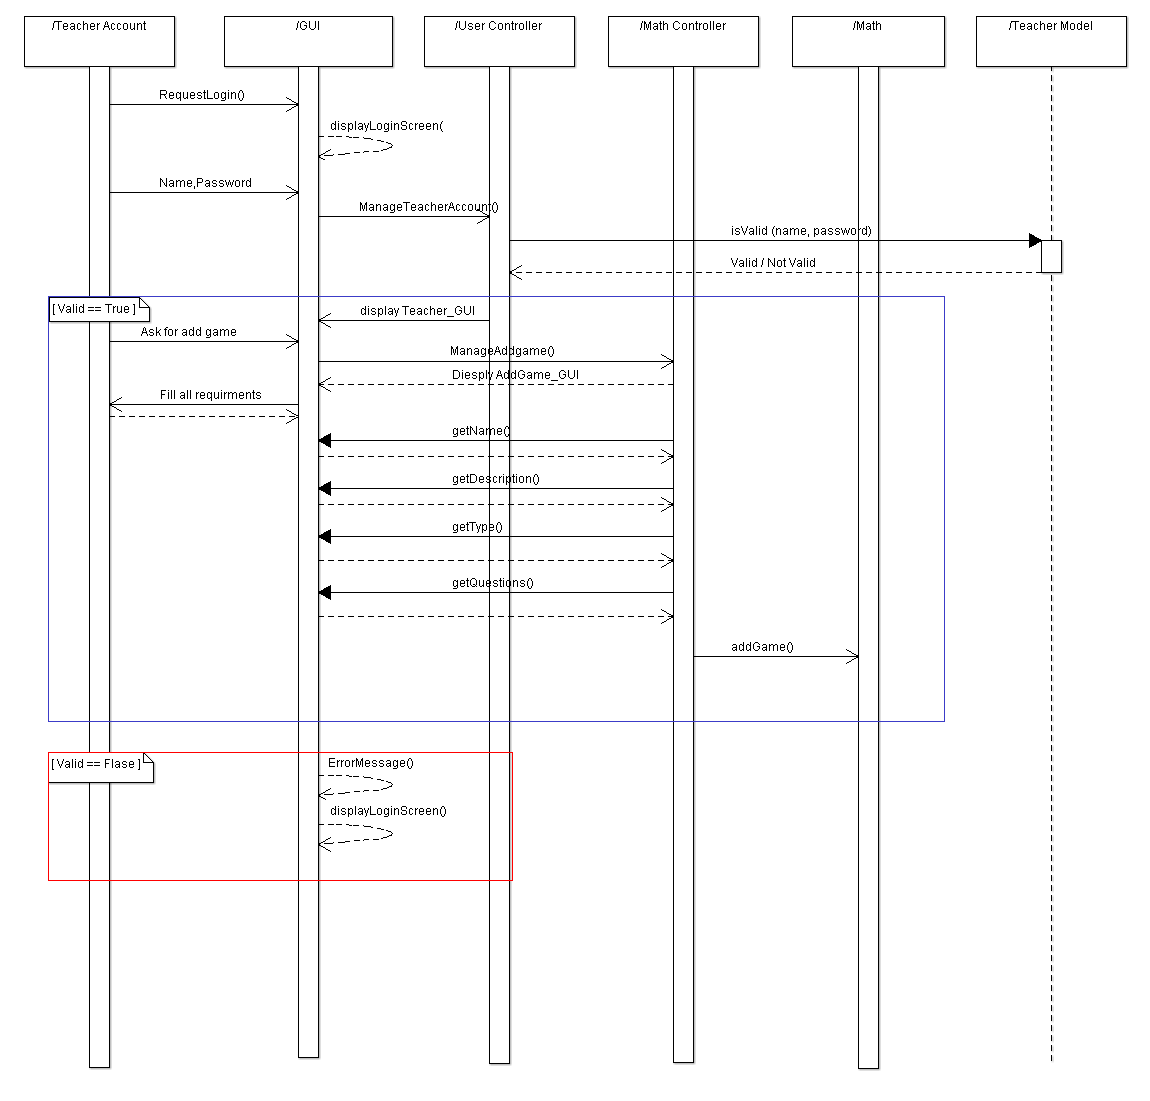 /Teacher Account
/GUI
/User Controller
/Math Controller
/Math
/Teacher Model
RequestLogin()
displayLoginScreen(
Name,Password
ManageTeacherAccount()
isValid (name, password)
Valid / Not Valid
[ Valid == True ]
display Teacher_GUI
Ask for add game
ManageAddgame()
Diesply AddGame_GUI
Fill all requirments
getName()
getDescription()
getType()
getQuestions()
addGame()
[ Valid == Flase ]
ErrorMessage()
displayLoginScreen()